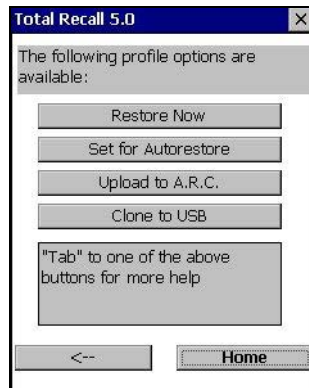 Total Recall 5.0
The following profile options are
available:
Restore Now
Set for Autorestore
Upload to A.R.C.
Clone to USB
"Tab" to one of the above
buttons for more help
<--
Home